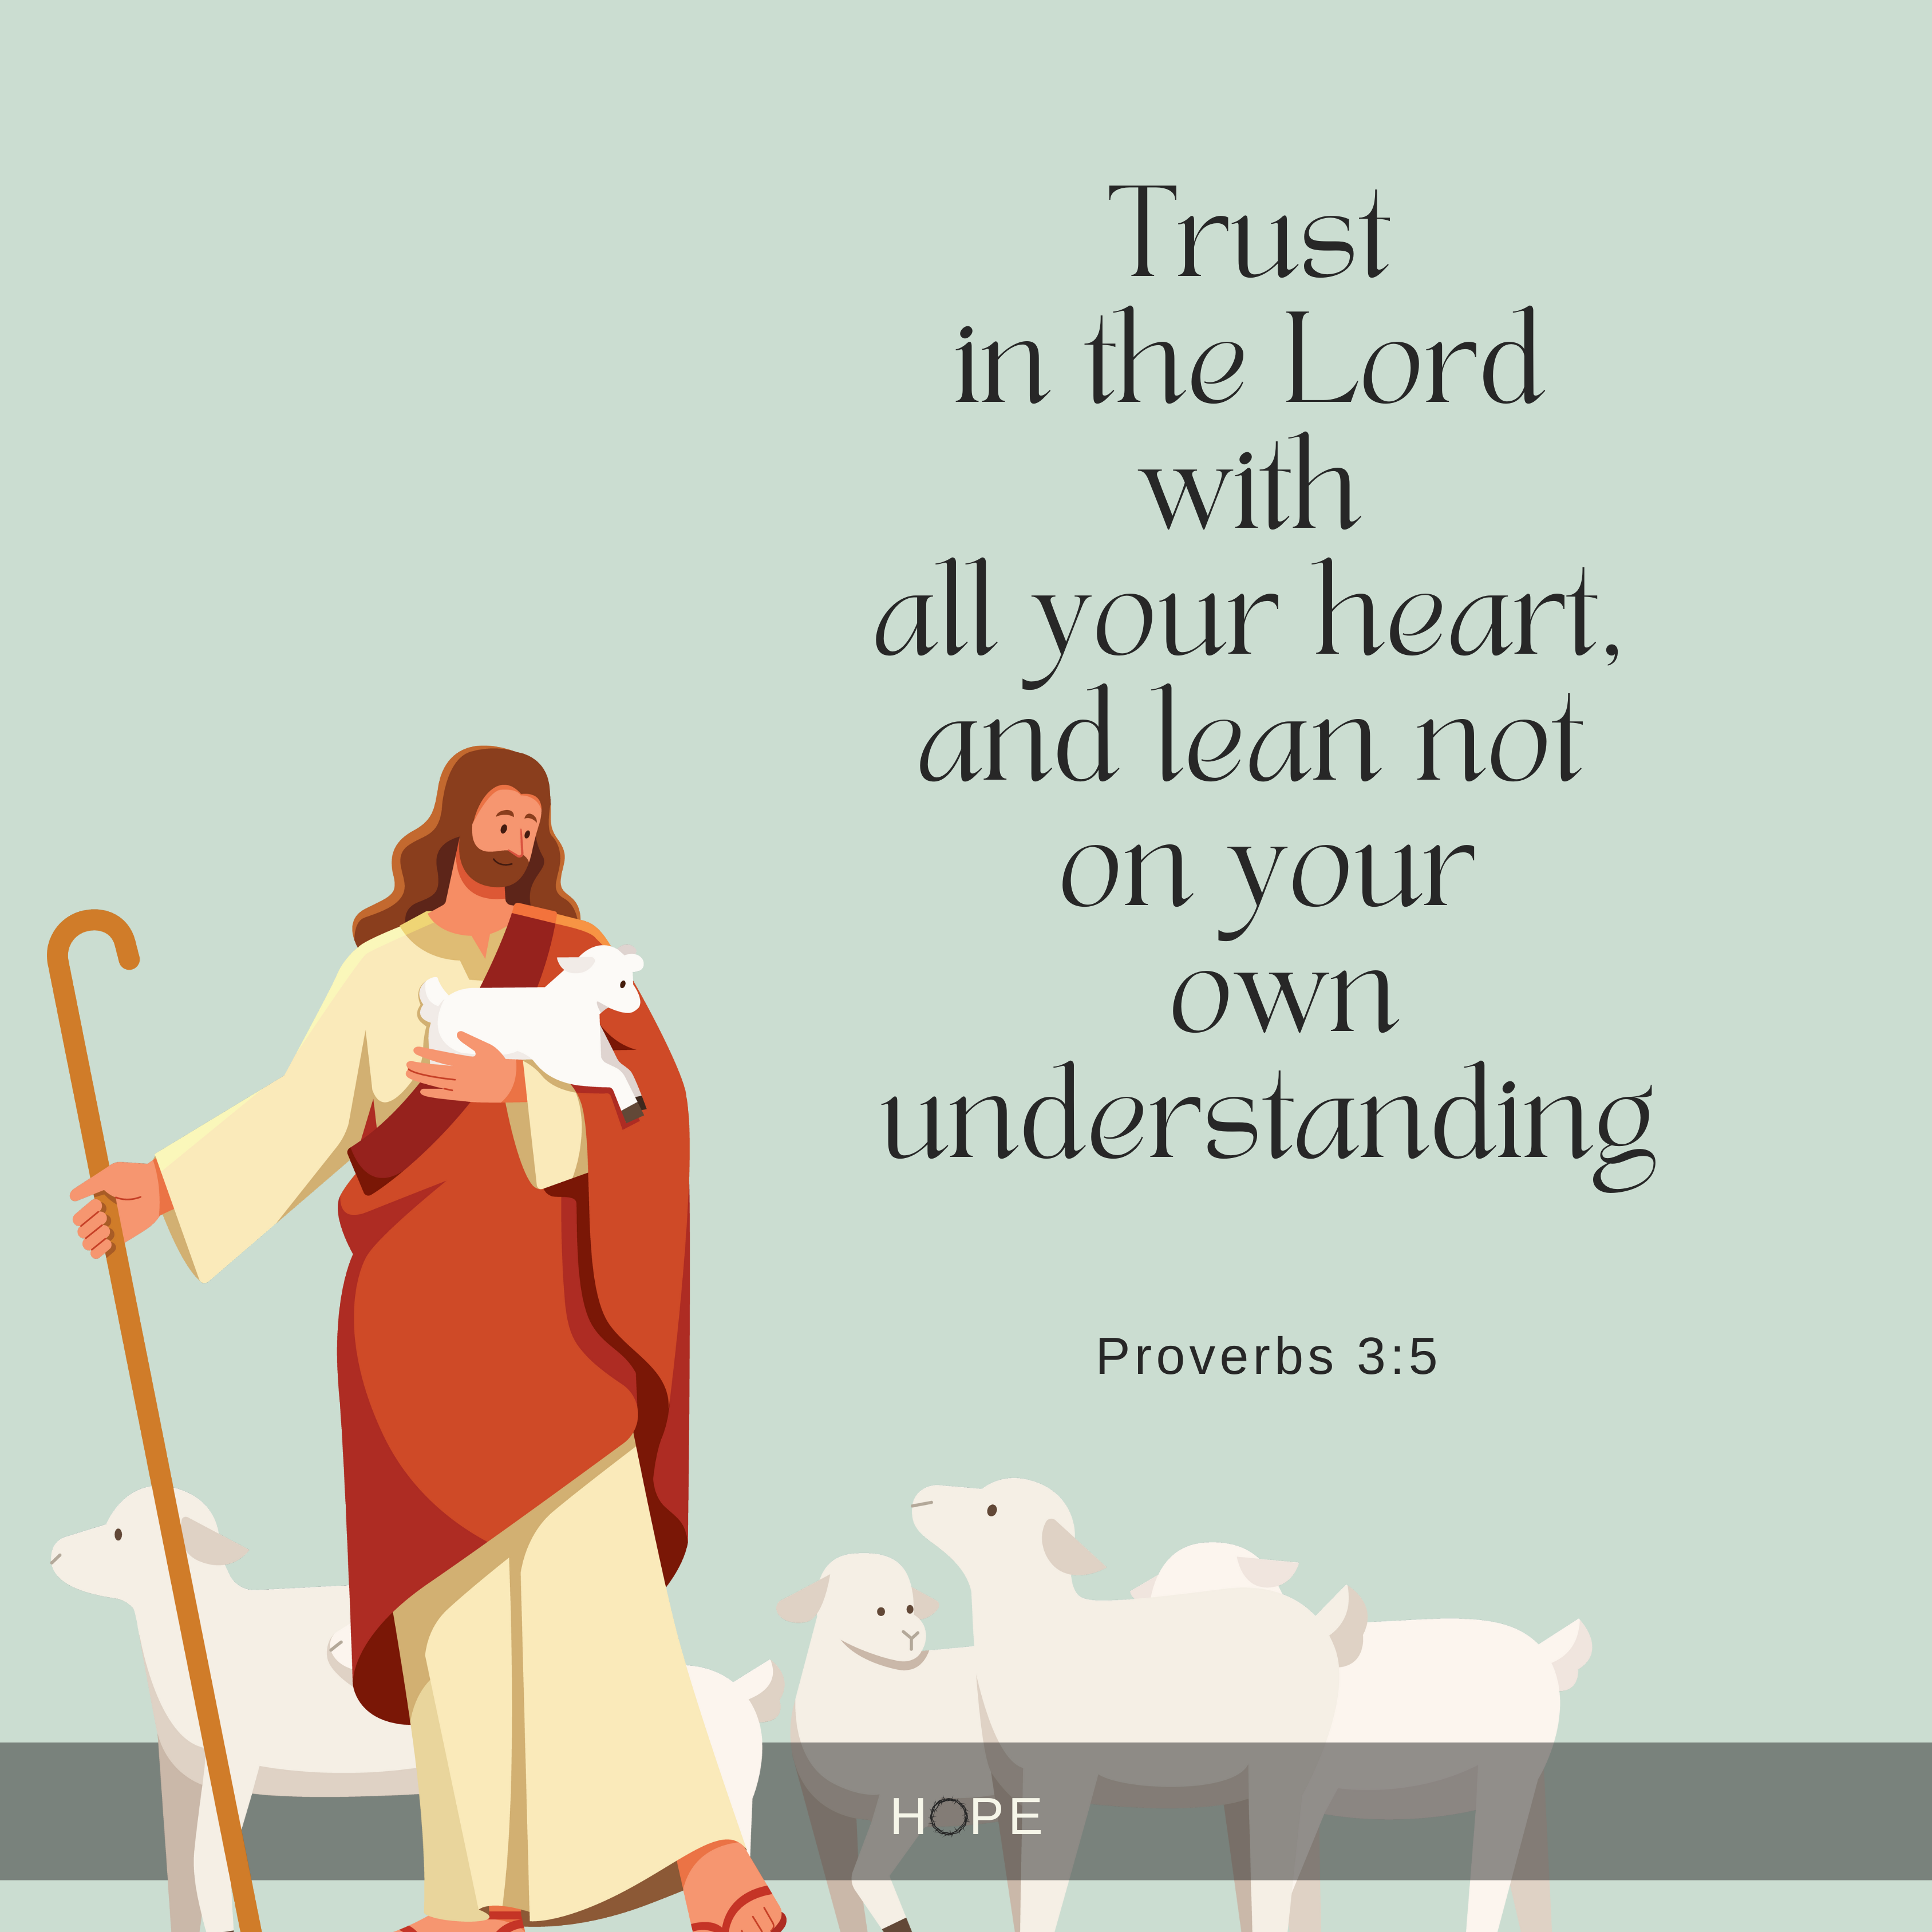 Trust
in the Lord
with
all your heart,
and lean not
on your
own
understanding
Proverbs 3:5
HOPE